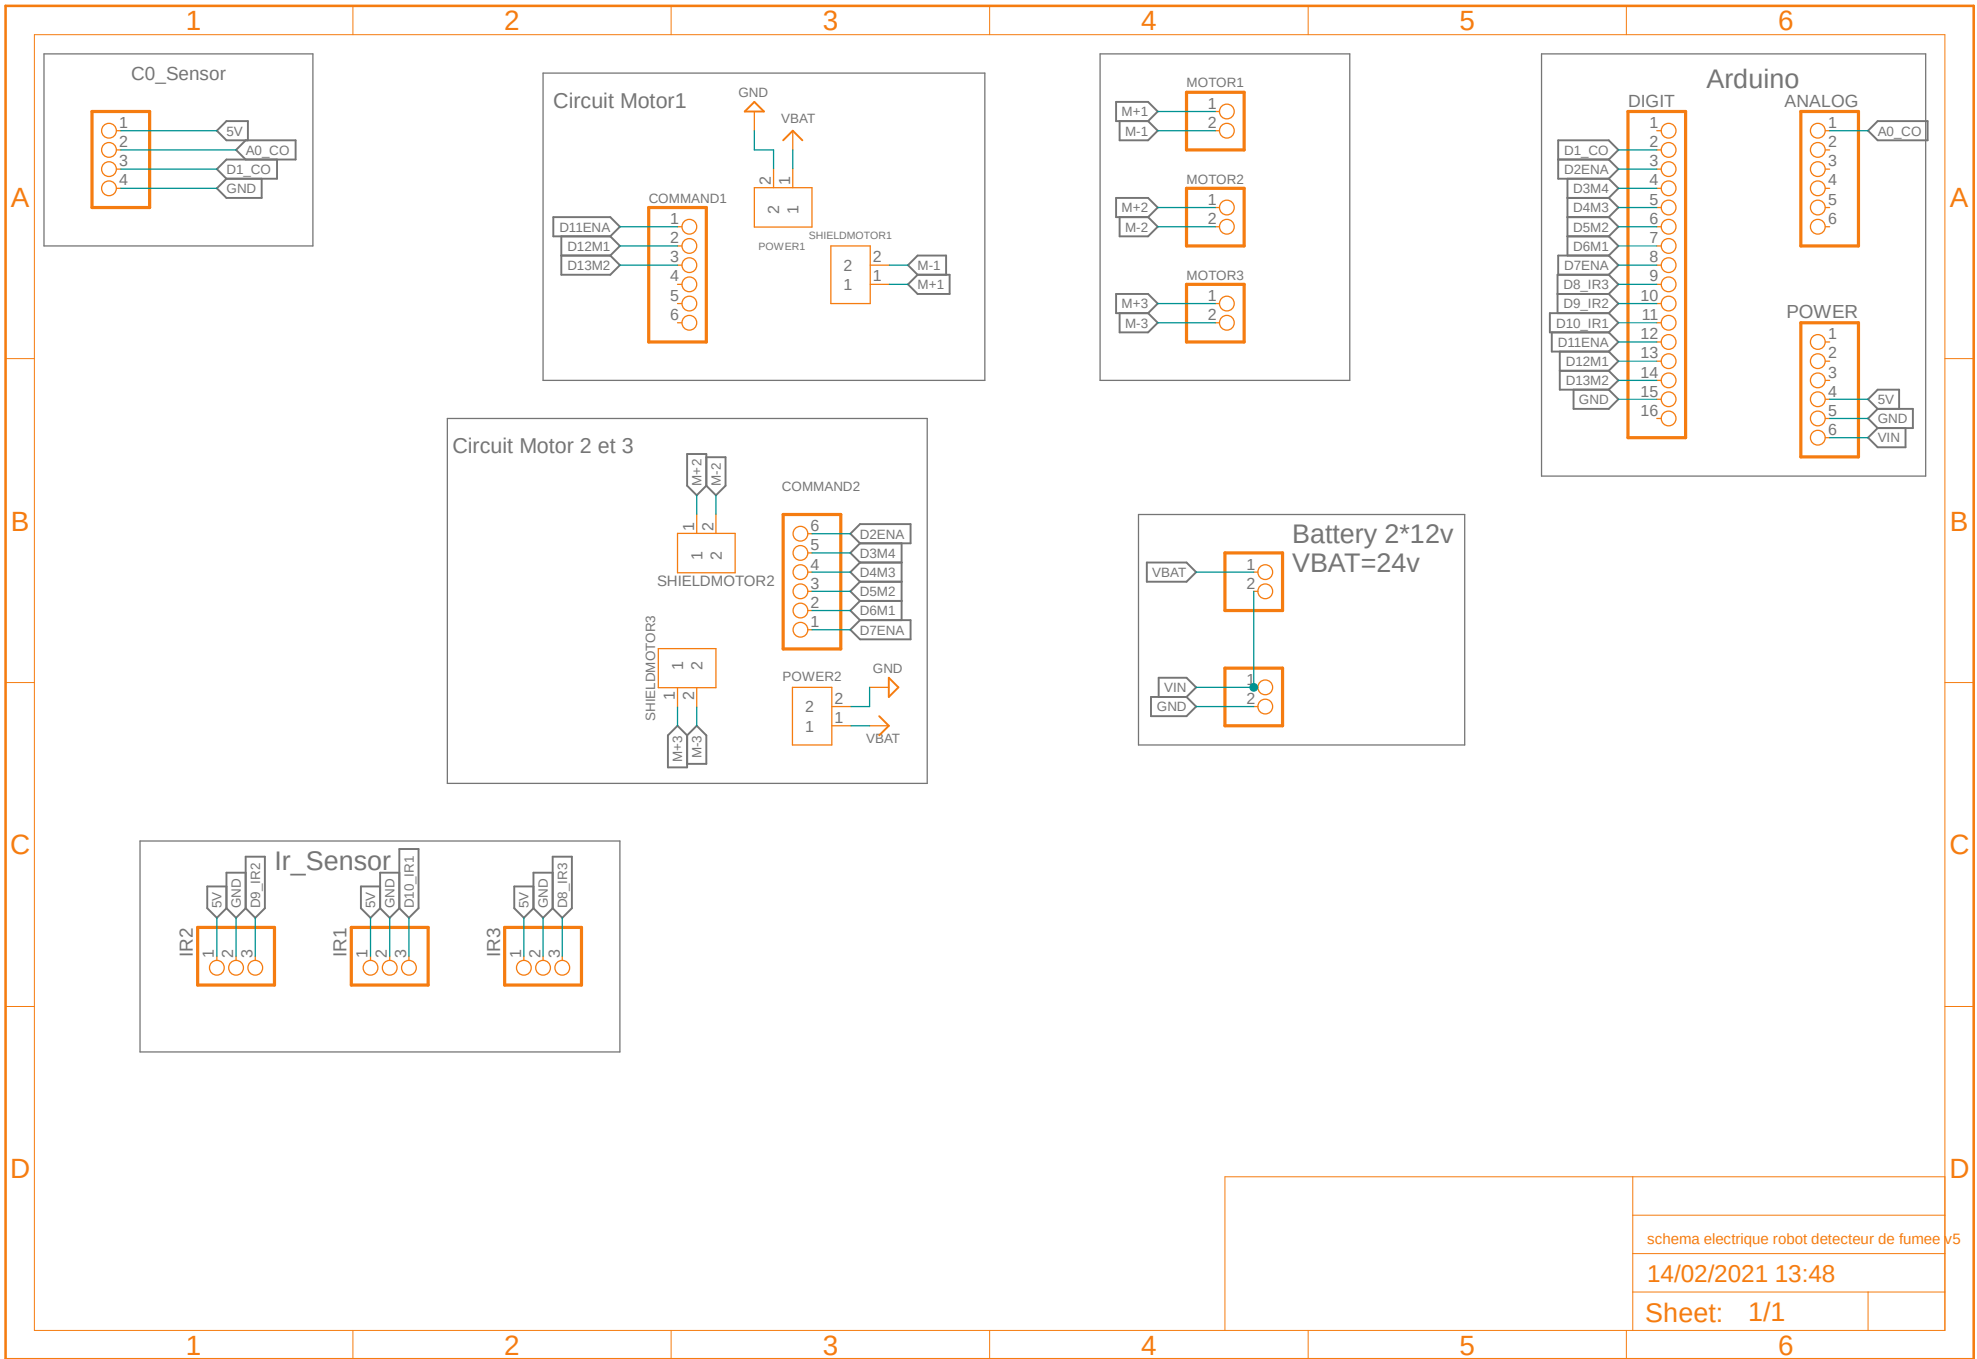 1 2 3 4 5 6
A
B
C
D
A
B
C
D
1 2 3 4 5 6
C0_Sensor
1 5V
2 A0_CO
3 D1_CO
4 GND
Circuit Motor1
GND
VBAT
2 1
2 1
POWER1
COMMAND1
D11ENA 1
D12M1 2
D13M2 3
4
5
6
SHIELDMOTOR1
2 2 M-1
1 1 M+1
MOTOR1
M+1 1
M-1 2
MOTOR2
M+2 1
M-2 2
MOTOR3
M+3 1
M-3 2
Arduino
DIGIT
1
D1_CO 2
D2ENA 3
D3M4 4
D4M3 5
D5M2 6
D6M1 7
D7ENA 8
D8_IR3 9
D9_IR2 10
D10_IR1 11
D11ENA 12
D12M1 13
D13M2 14
GND 15
16
ANALOG
1 A0_CO
2
3
4
5
6
POWER
1
2
3
4 5V
5 GND
6 VIN
Circuit Motor 2 et 3
M+2 M-2
1 2
1 2
SHIELDMOTOR2
COMMAND2
6 D2ENA
5 D3M4
4 D4M3
3 D5M2
2 D6M1
1 D7ENA
SHIELDMOTOR3
1 2
1 2
M+3 M-3
POWER2
GND
2 2
1 1
VBAT
Battery 2*12v
VBAT=24v
VBAT 1
2
VIN 1
GND 2
Ir_Sensor
5V GND D9_IR2
IR2 1 2 3
5V GND D10_IR1
IR1 1 2 3
5V GND D8_IR3
IR3 1 2 3
schema electrique robot detecteur de fumee v5
14/02/2021 13:48
Sheet: 1/1